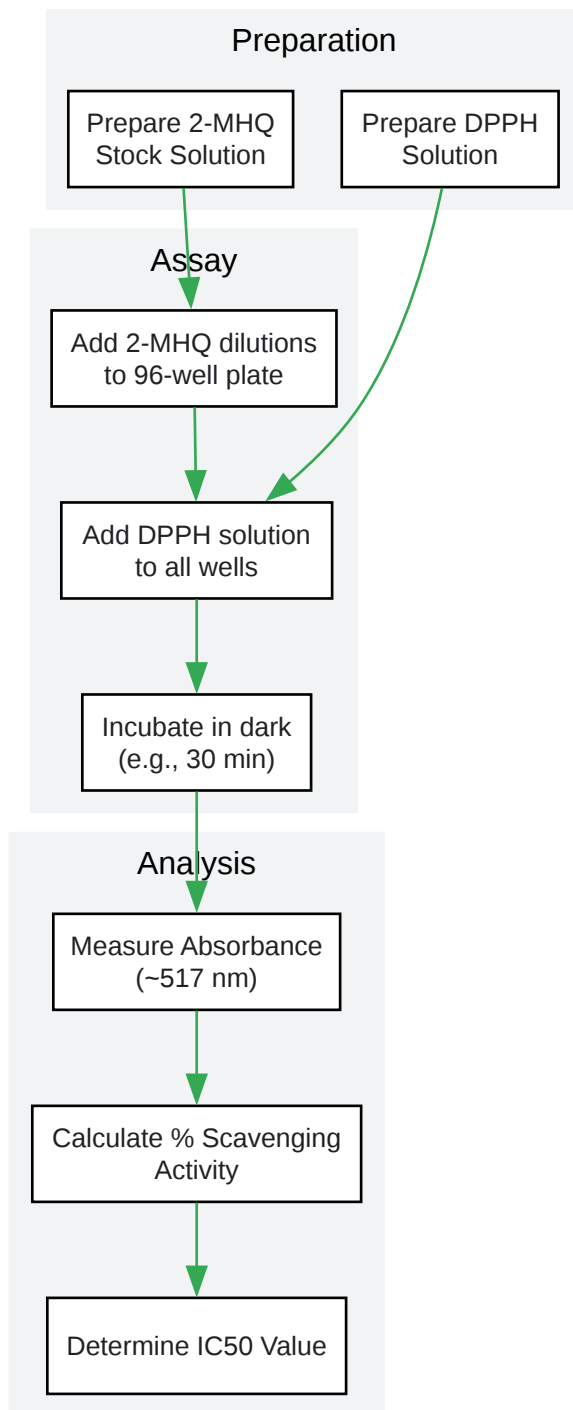 Preparation
Prepare 2-MHQ
Stock Solution
Prepare DPPH
Solution
Assay
Add 2-MHQ dilutions
to 96-well plate
Add DPPH solution
to all wells
Incubate in dark
(e.g., 30 min)
Analysis
Measure Absorbance
(~517 nm)
Calculate % Scavenging
Activity
Determine IC50 Value